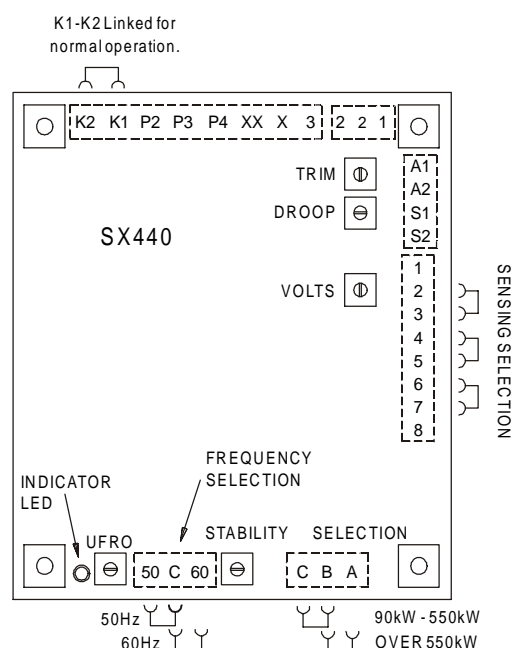 K1-K2 Linked for
normal operation.
K2 K1 P2 P3 P4 XX X 3 2 2 1
TRIM
DROOP
SX440
VOLTS
A1
A2
S1
S2
1
2
3
4
5
6
7
8
SENSING SELECTION
FREQUENCY
SELECTION
INDICATOR
LED
UFRO
STABILITY SELECTION
50 C 60
C B A
50Hz
60Hz
90kW - 550kW
OVER 550kW